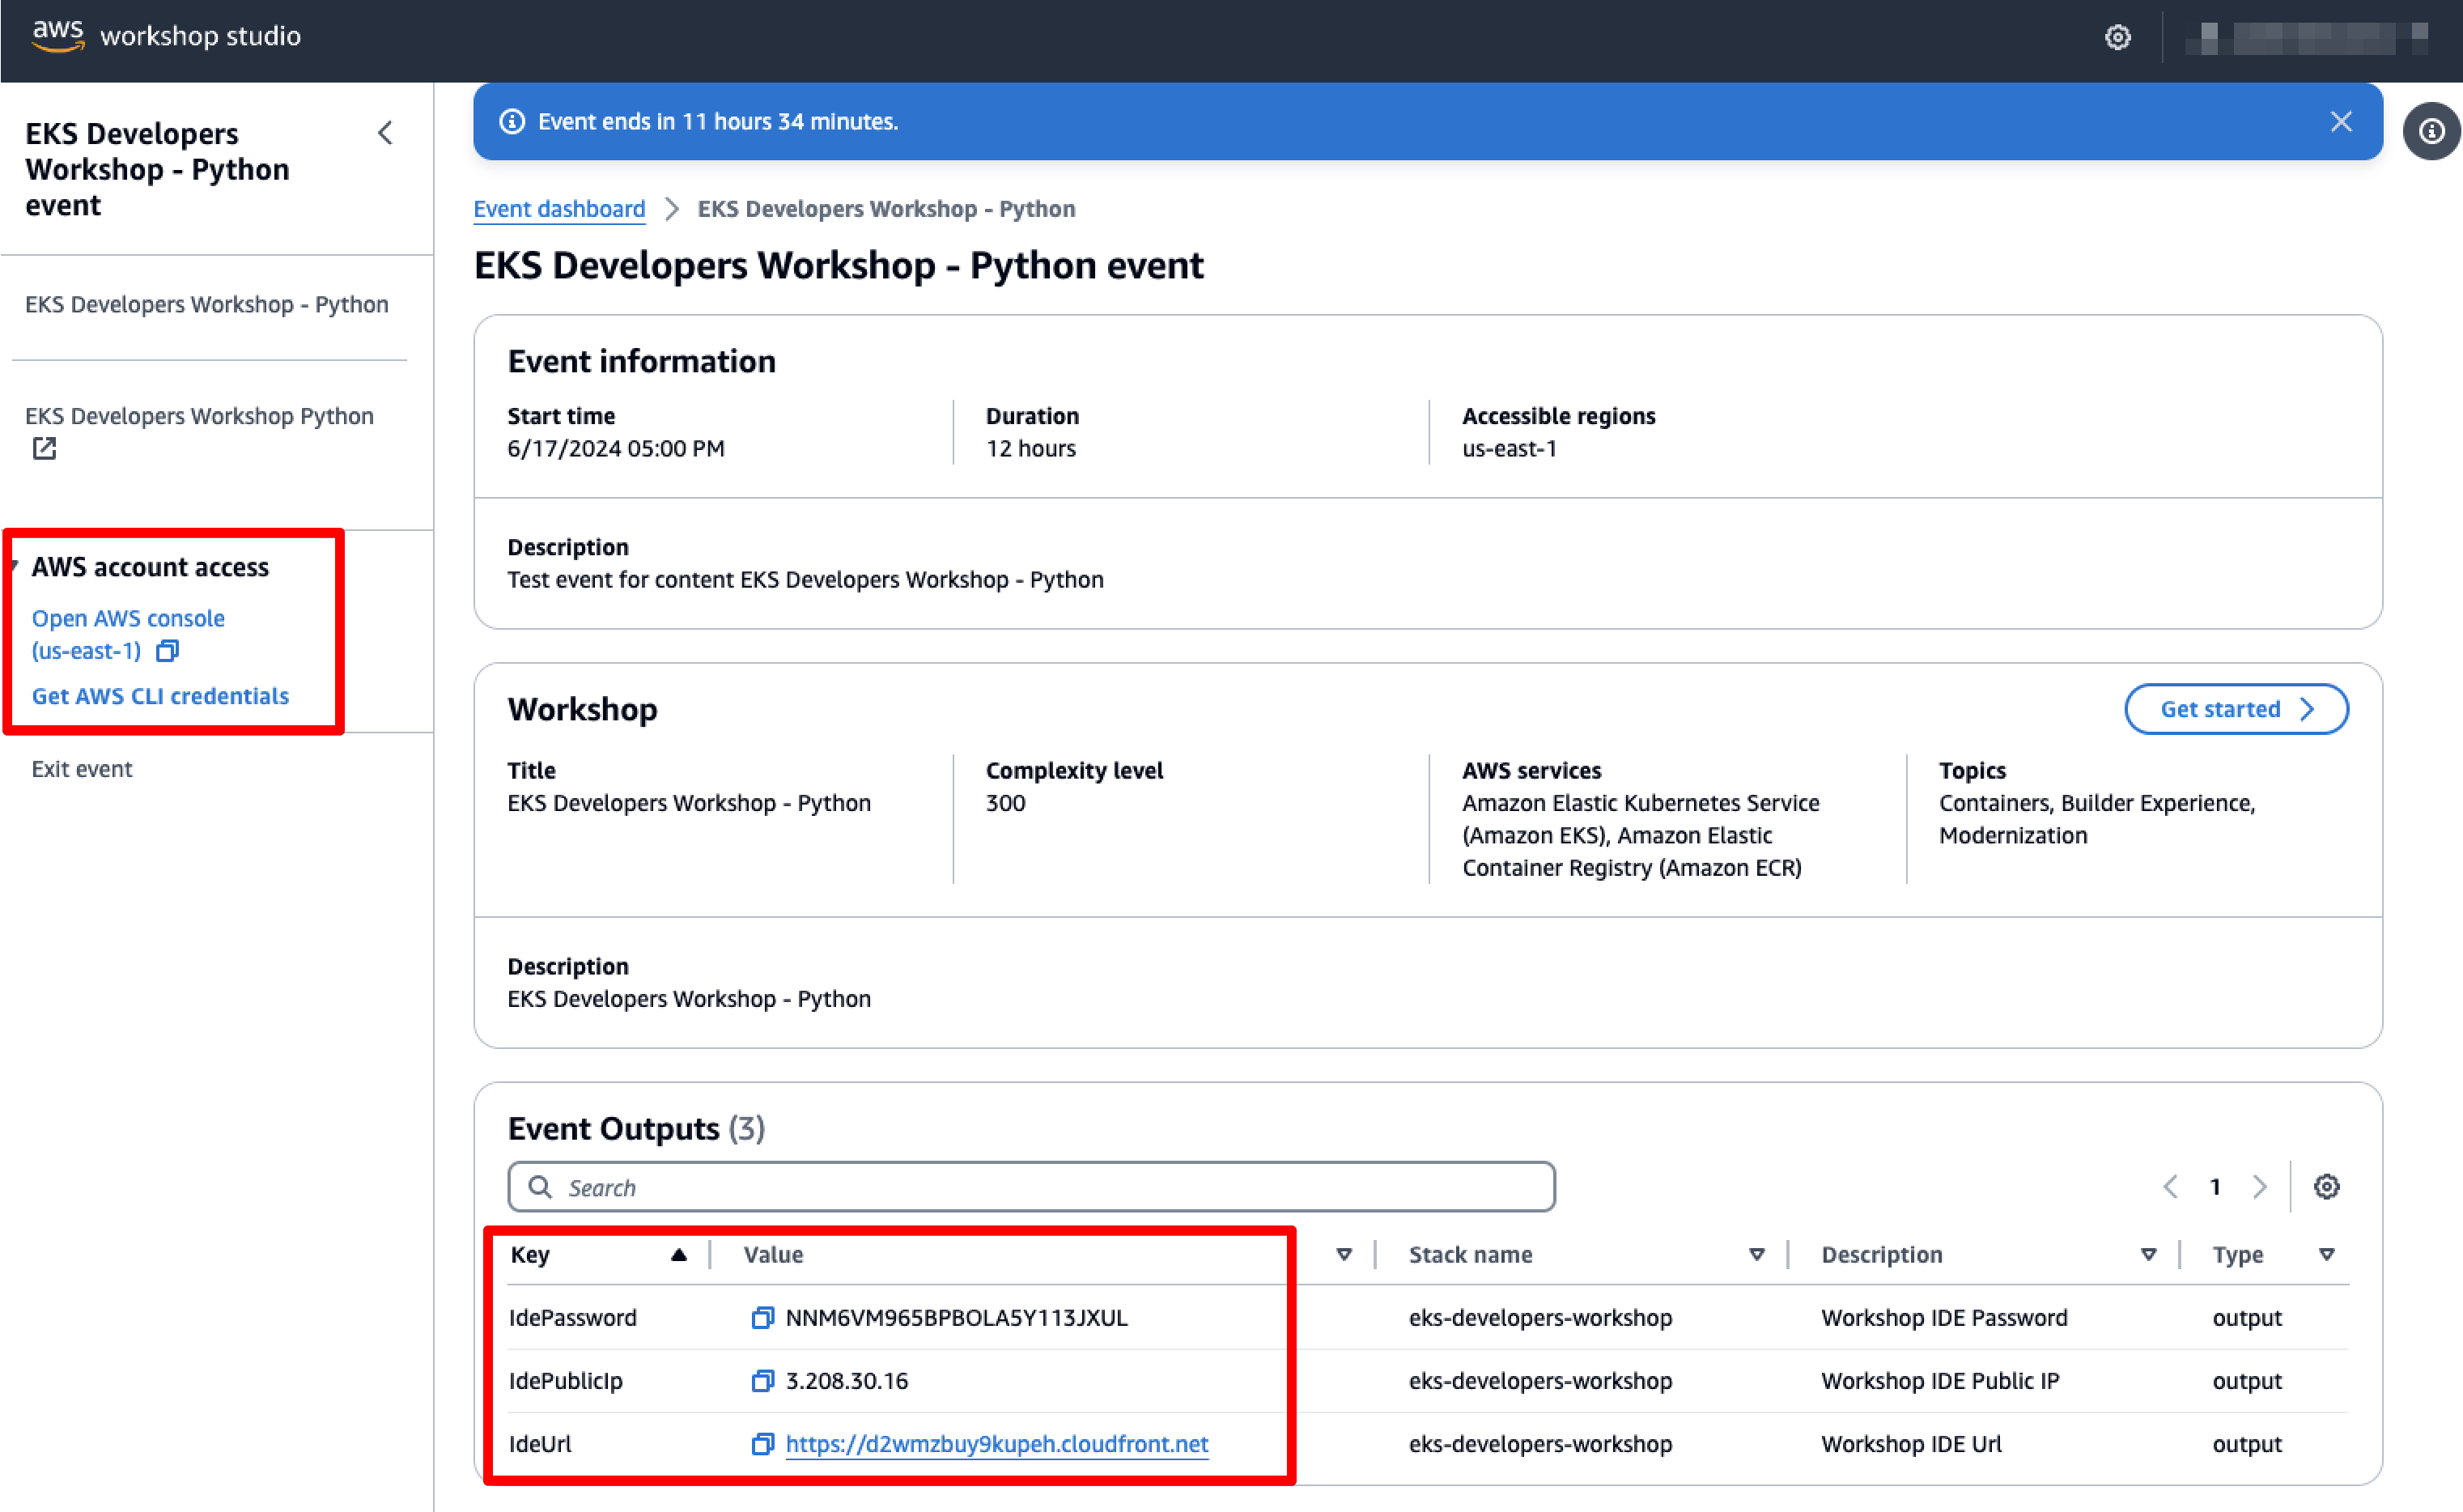 aws workshop studio
EKS Developers
Workshop - Python
event
EKS Developers Workshop - Python
EKS Developers Workshop Python
AWS account access
Open AWS console
(us-east-1)
Get AWS CLI credentials
Exit event
Event ends in 11 hours 34 minutes.
Event dashboard > EKS Developers Workshop - Python
EKS Developers Workshop - Python event
Event information
Start time Duration Accessible regions
6/17/2024 05:00 PM 12 hours us-east-1
Description
Test event for content EKS Developers Workshop - Python
Workshop Get started
Title Complexity level AWS services Topics
EKS Developers Workshop - Python 300 Amazon Elastic Kubernetes Service Containers, Builder Experience,
(Amazon EKS), Amazon Elastic Modernization
Container Registry (Amazon ECR)
Description
EKS Developers Workshop - Python
Event Outputs (3)
Search 1
Key Value Stack name Description Type
IdePassword NNM6VM965BPBOLA5Y113JXUL eks-developers-workshop Workshop IDE Password output
IdePublicIp 3.208.30.16 eks-developers-workshop Workshop IDE Public IP output
IdeUrl https://d2wmzbuy9kupeh.cloudfront.net eks-developers-workshop Workshop IDE Url output